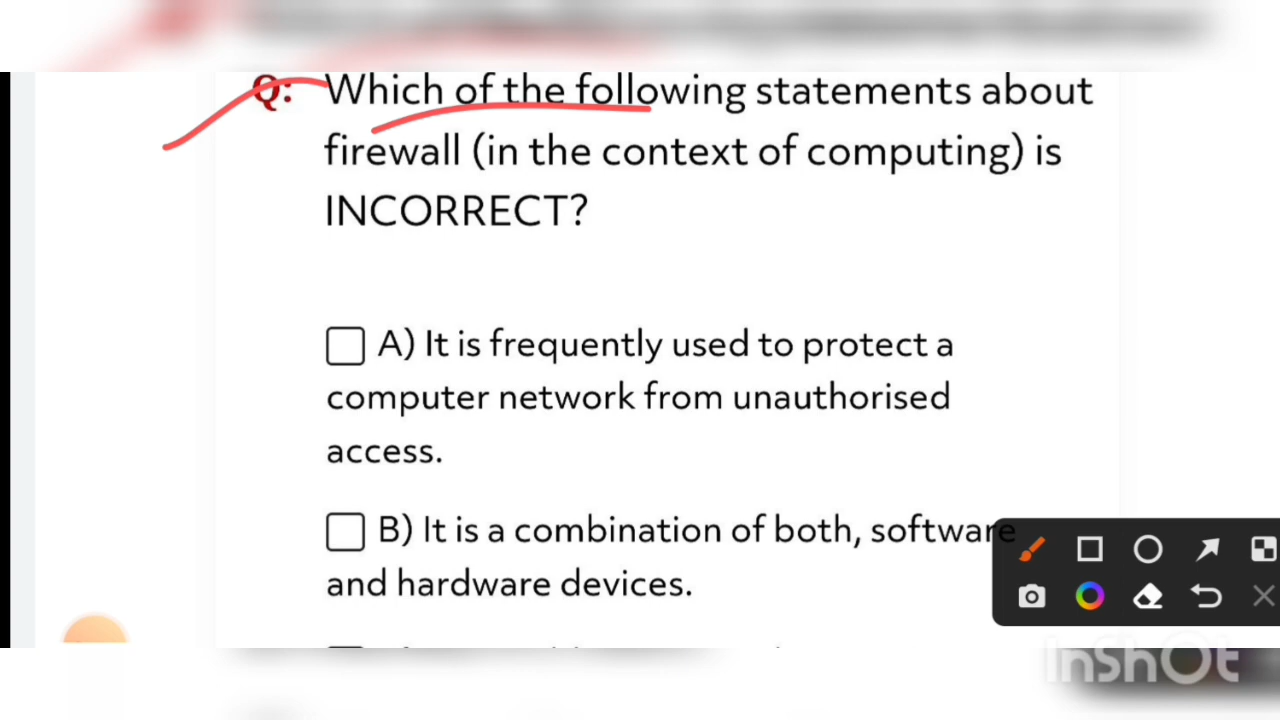 Q: Which of the following statements about
firewall (in the context of computing) is
INCORRECT?
A) It is frequently used to protect a
computer network from unauthorised
access.
B) It is a combination of both, software
and hardware devices.
InShOt